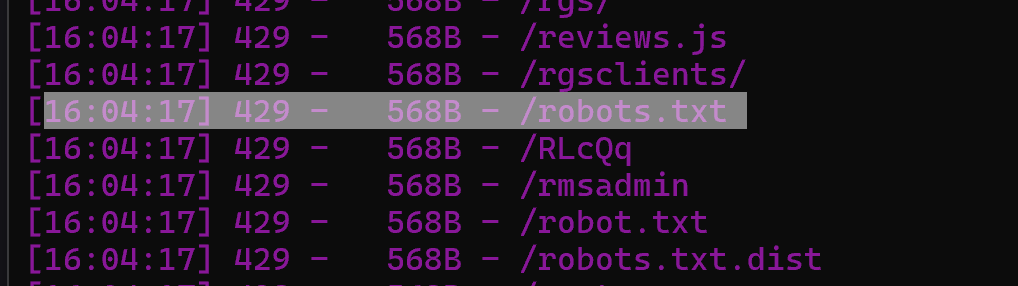 [16:04:17] 429 -   568B - /rgs/
[16:04:17] 429 -   568B - /reviews.js
[16:04:17] 429 -   568B - /rgsclients/
[16:04:17] 429 -   568B - /robots.txt
[16:04:17] 429 -   568B - /RLcQq
[16:04:17] 429 -   568B - /rmsadmin
[16:04:17] 429 -   568B - /robot.txt
[16:04:17] 429 -   568B - /robots.txt.dist